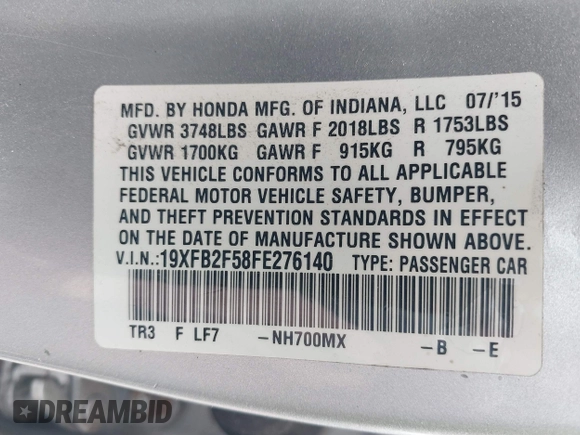 MFD. BY HONDA MFG. OF INDIANA, LLC 07/'15
GVWR 3748LBS GAWR F 2018LBS R 1753LBS
GVWR 1700KG GAWR F 915KG R 795KG
THIS VEHICLE CONFORMS TO ALL APPLICABLE
FEDERAL MOTOR VEHICLE SAFETY, BUMPER,
AND THEFT PREVENTION STANDARDS IN EFFECT
ON THE DATE OF MANUFACTURE SHOWN ABOVE.
V.I.N.:19XFB2F58FE276140 TYPE: PASSENGER CAR
TR3 F LF7 -NH700MX -B -E
DREAMBID